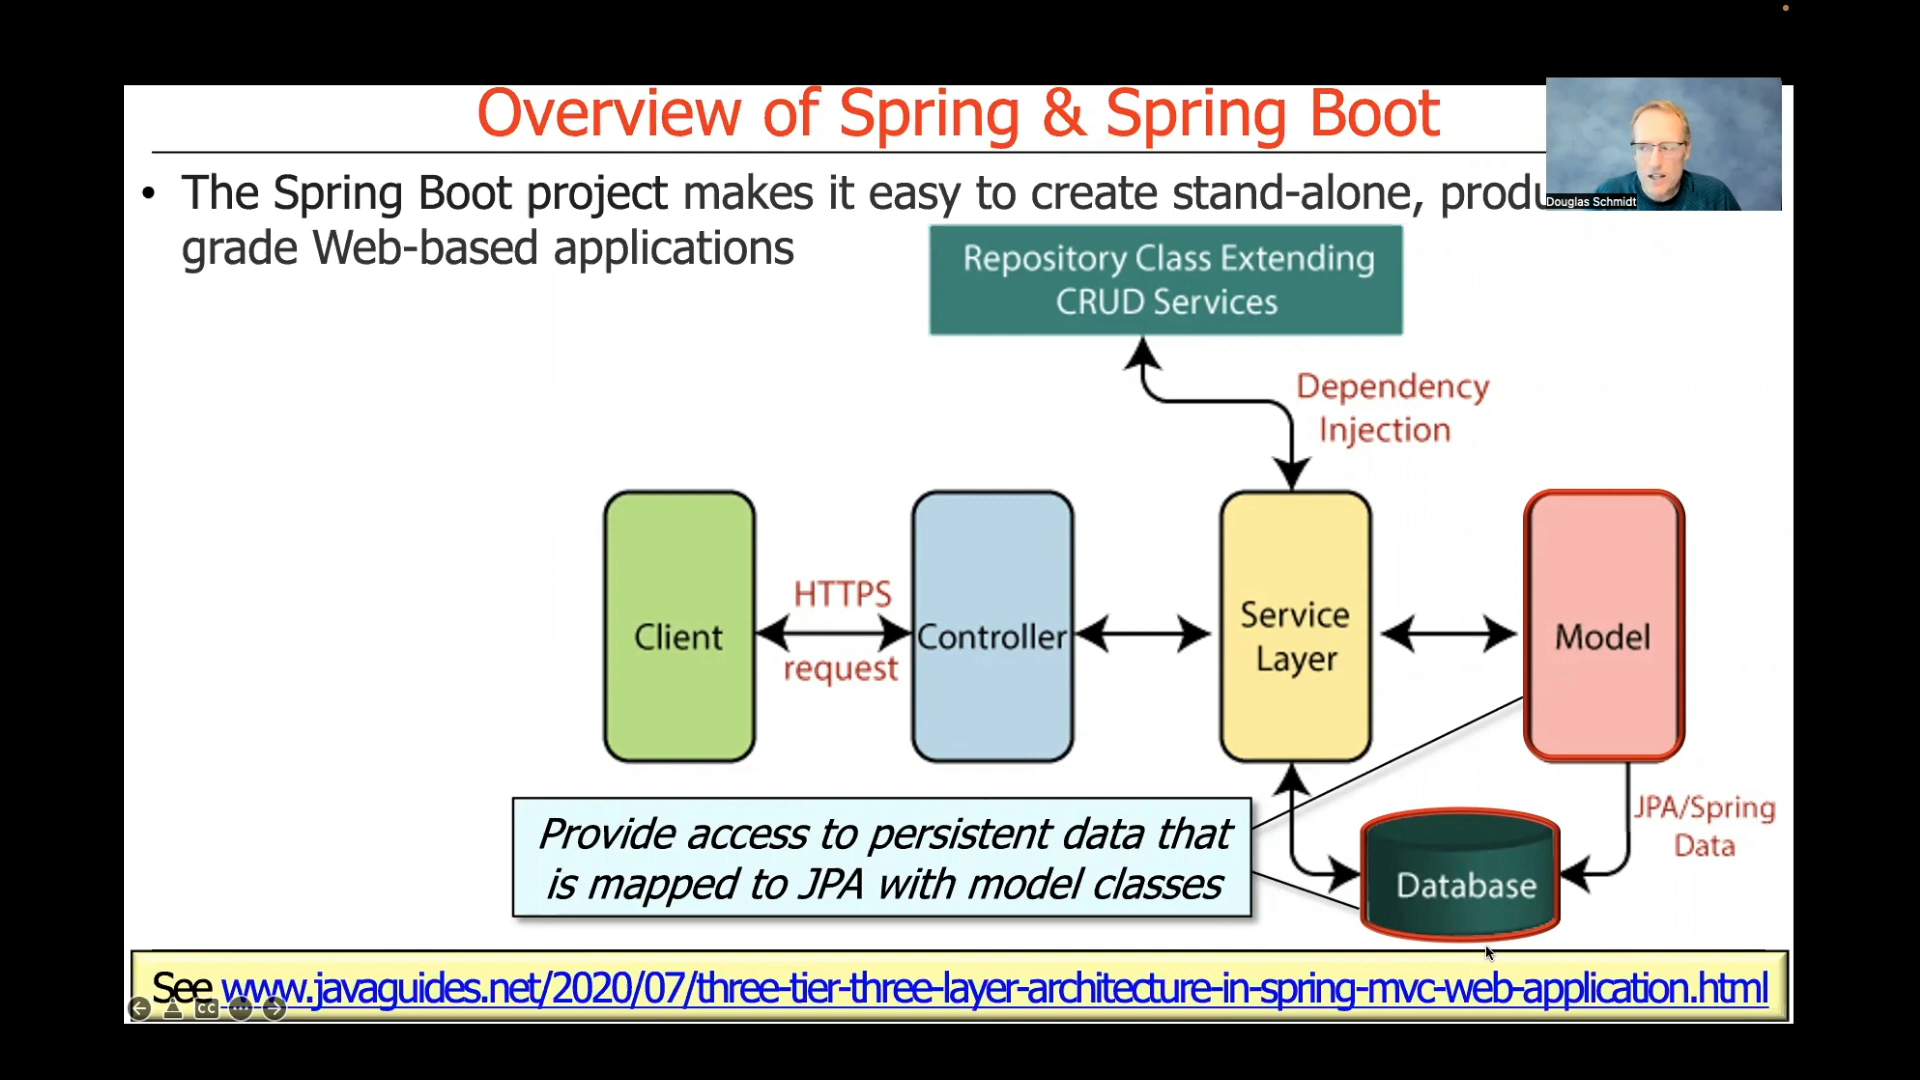 Overview of Spring & Spring Boot
Douglas Schmidt
• The Spring Boot project makes it easy to create stand-alone,
grade Web-based applications
Repository Class Extending
CRUD Services
Dependency
Injection
Client
HTTPS
request
Controller
Service
Layer
Model
JPA/Spring
Data
Database
Provide access to persistent data that
is mapped to JPA with model classes
See www.javaguides.net/2020/07/three-tier-three-layer-architecture-in-spring-mvc-web-application.html
CC